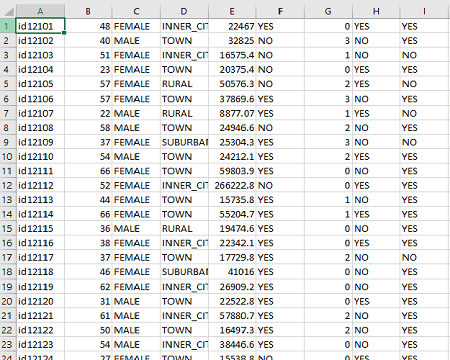 A B C D E F G H I
1 id12101 48 FEMALE INNER_CIT 22467 YES 0 YES YES
2 id12102 40 MALE TOWN 32825 NO 3 NO YES
3 id12103 51 FEMALE INNER_CIT 16575.4 NO 1 NO NO
4 id12104 23 FEMALE TOWN 20375.4 NO 0 YES YES
5 id12105 57 FEMALE RURAL 50576.3 NO 2 YES NO
6 id12106 57 FEMALE TOWN 37869.6 YES 3 NO YES
7 id12107 22 MALE RURAL 8877.07 YES 1 YES NO
8 id12108 58 MALE TOWN 24946.6 NO 2 NO YES
9 id12109 37 FEMALE SUBURBAN 25304.3 YES 3 NO NO
10 id12110 54 MALE TOWN 24212.1 YES 2 YES YES
11 id12111 66 FEMALE TOWN 59803.9 YES 0 NO YES
12 id12112 52 FEMALE INNER_CIT 266222.8 NO 0 YES YES
13 id12113 44 FEMALE TOWN 15735.8 YES 1 NO YES
14 id12114 66 FEMALE TOWN 55204.7 YES 1 YES YES
15 id12115 36 MALE RURAL 19474.6 YES 0 NO YES
16 id12116 38 FEMALE INNER_CIT 22342.1 YES 0 YES YES
17 id12117 37 FEMALE TOWN 17729.8 YES 2 NO NO
18 id12118 46 FEMALE SUBURBAN 41016 YES 0 NO YES
19 id12119 62 FEMALE INNER_CIT 26909.2 YES 0 NO YES
20 id12120 31 MALE TOWN 22522.8 YES 0 YES YES
21 id12121 61 MALE TOWN 57880.7 YES 2 NO YES
22 id12122 50 MALE TOWN 16497.3 YES 2 NO YES
23 id12123 54 MALE INNER_CIT 38446.6 YES 0 NO YES
24 id12124 27 FEMALE TOWN 15538.8 NO 0 YES YES